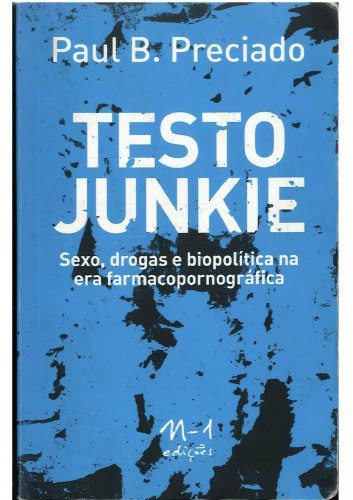 Paul B. Preciado
TESTO
JUNKIE
Sexo, drogas e biopolítica na
era farmacopornográfica
n-1
edições